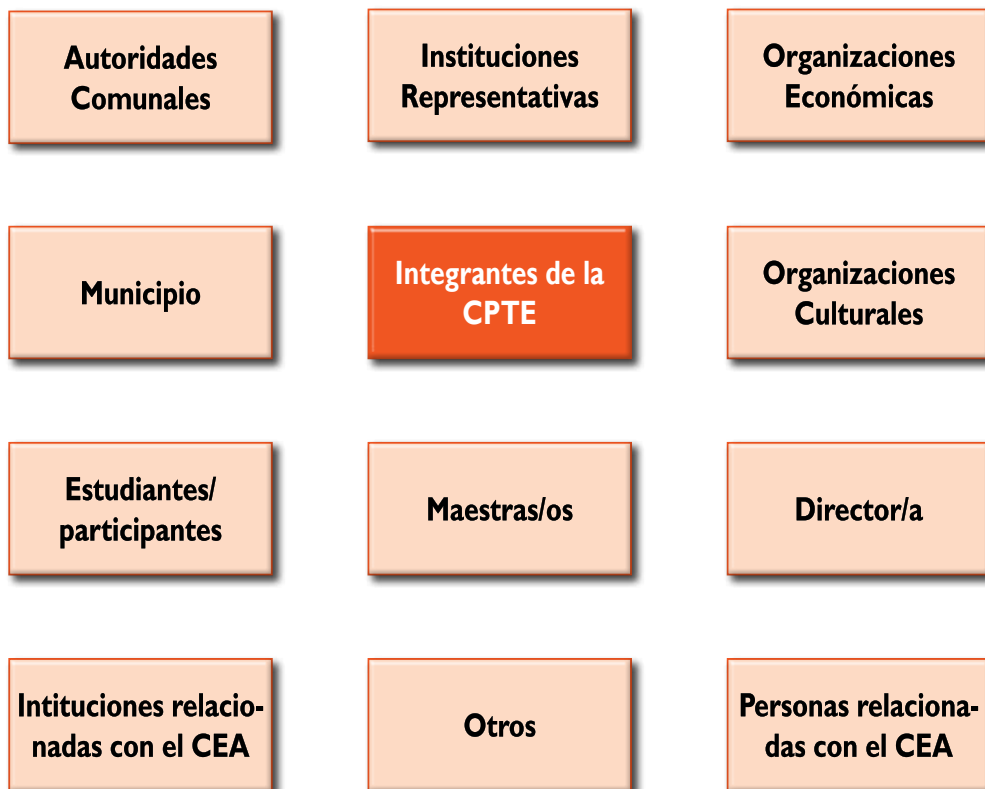 Autoridades
Comunales
Instituciones
Representativas
Organizaciones
Económicas
Municipio
Integrantes de la
CPTE
Organizaciones
Culturales
Estudiantes/
participantes
Maestras/os
Director/a
Intituciones relacio-
nadas con el CEA
Otros
Personas relaciona-
das con el CEA